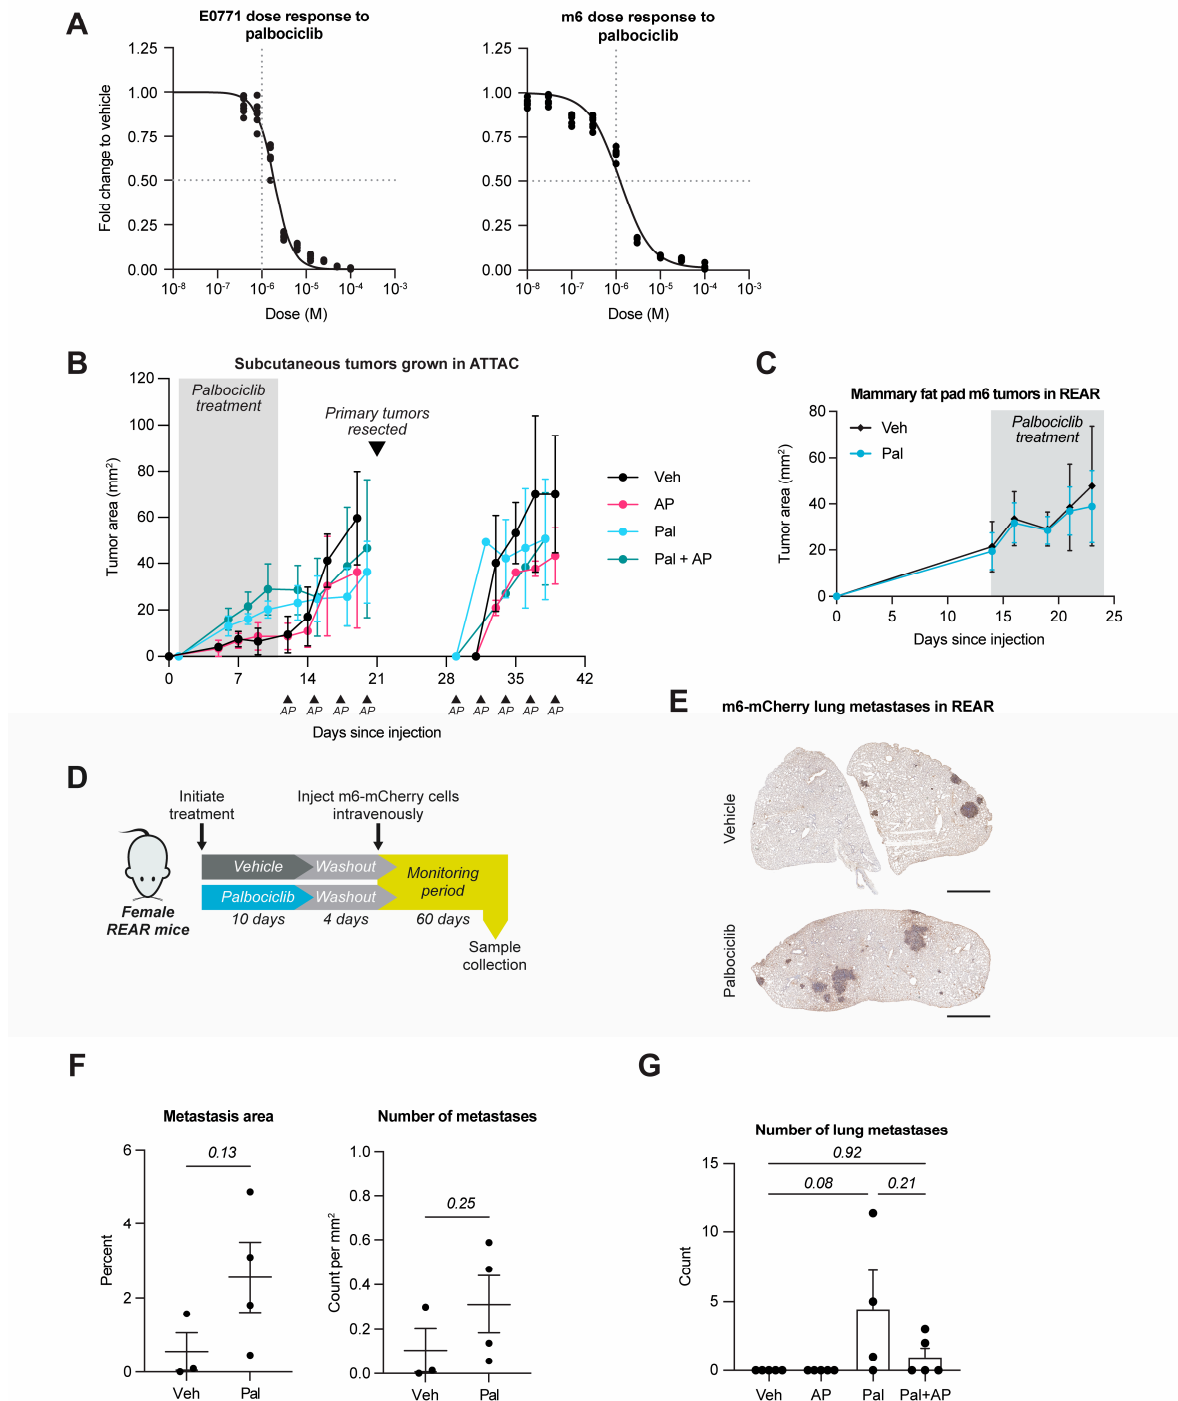 A
E0771 dose response to
palbociclib
Fold change to vehicle
1.25
1.00
0.75
0.50
0.25
0.00
10-8
10-7
10-6
10-5
10-4
10-3
Dose (M)
m6 dose response to
palbociclib
1.25
1.00
0.75
0.50
0.25
0.00
10-8
10-7
10-6
10-5
10-4
10-3
Dose (M)
B
Subcutaneous tumors grown in ATTAC
Tumor area (mm2)
120
100
80
60
40
20
0
Palbociclib
treatment
Primary tumors
resected
0
7
14
21
28
35
42
AP
AP
AP
AP
AP
AP
AP
AP
AP
Days since injection
Veh
AP
Pal
Pal + AP
C
Mammary fat pad m6 tumors in REAR
Tumor area (mm2)
80
60
40
20
0
Veh
Pal
Palbociclib
treatment
0
5
10
15
20
25
Days since injection
D
Initiate
treatment
Inject m6-mCherry cells
intravenously
Vehicle
Washout
Palbociclib
Washout
Monitoring
period
10 days
4 days
60 days
Female
REAR mice
Sample
collection
E
m6-mCherry lung metastases in REAR
Vehicle
Palbociclib
F
Metastasis area
Percent
6
4
2
0
0.13
Veh
Pal
Number of metastases
Count per mm2
1.0
0.8
0.6
0.4
0.2
0.0
0.25
Veh
Pal
G
Number of lung metastases
Count
15
10
5
0
0.92
0.08
0.21
Veh
AP
Pal
Pal+AP